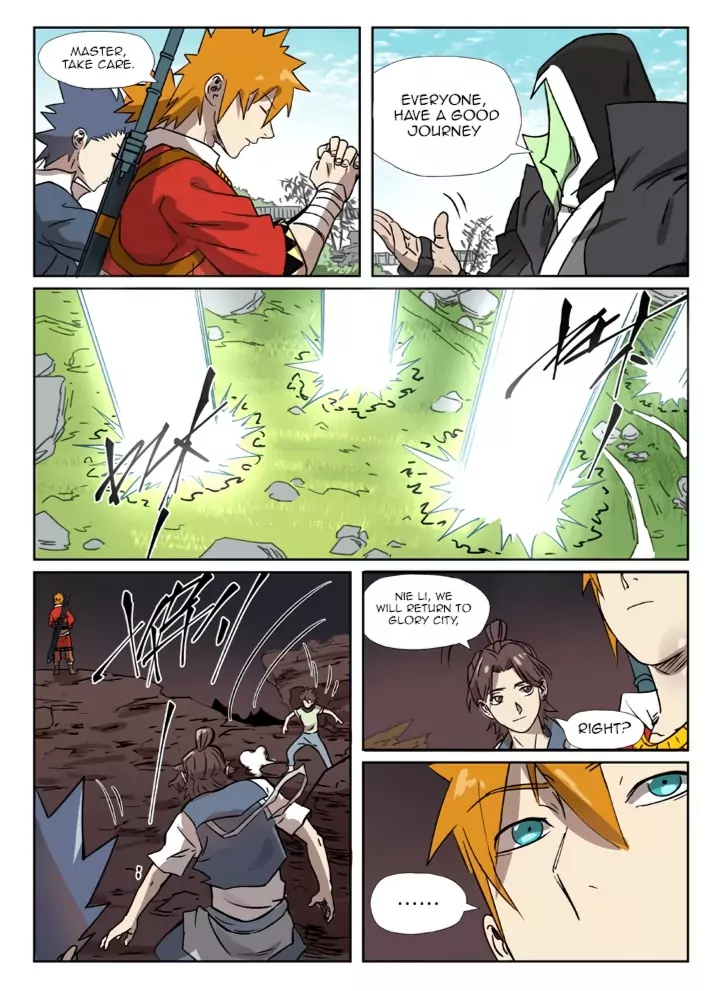 MASTER,
TAKE CARE.
EVERYONE,
HAVE A GOOD
JOURNEY
NIE LI, WE
WILL RETURN TO
GLORY CITY,
RIGHT?
......